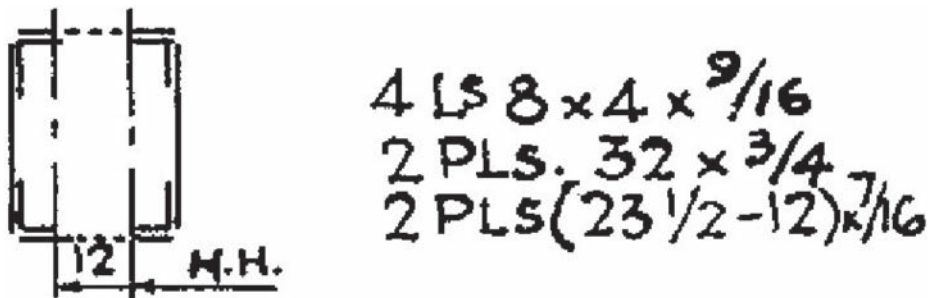 4 LS 8 x 4 x 9/16
2 PLS. 32 x 3/4
2 PLS(23 1/2-12)x7/16
12 M.H.